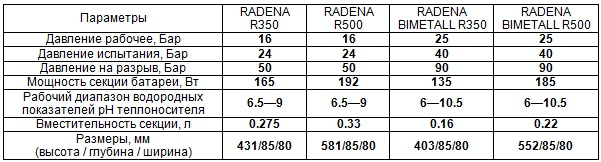 Параметры RADENA R350 RADENA R500 RADENA BIMETALL R350 RADENA BIMETALL R500
Давление рабочее, Бар 16 16 25 25
Давление испытания, Бар 24 24 40 40
Давление на разрыв, Бар 50 50 90 90
Мощность секции батареи, Вт 165 192 135 185
Рабочий диапазон водородных показателей pH теплоносителя 6.5—9 6.5—9 6—10.5 6—10.5
Вместительность секции, л 0.275 0.33 0.16 0.22
Размеры, мм (высота / глубина / ширина) 431/85/80 581/85/80 403/85/80 552/85/80